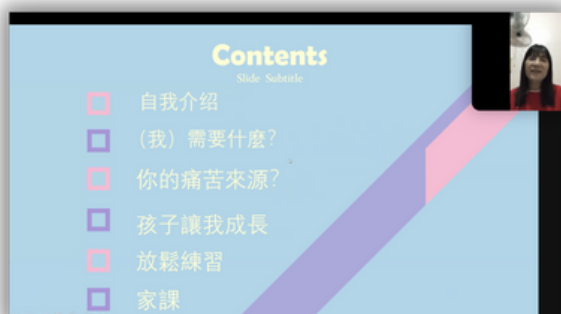 Contents
Slide Subtitle
自我介绍
（我）需要什麼?
你的痛苦來源?
孩子讓我成長
放鬆練習
家課